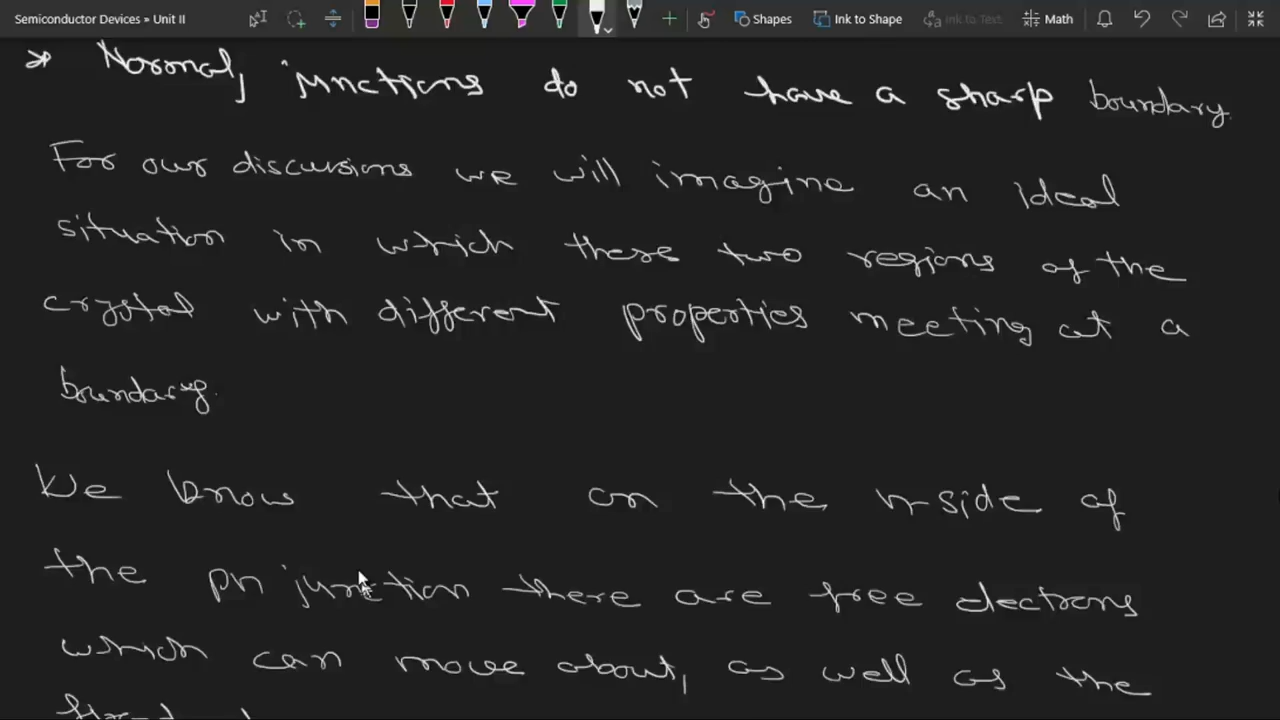 Semiconductor Devices » Unit II
Shapes
Ink to Shape
Ink to Text
Math
* Normal, junctions do not have a sharp boundary.
For our discussions we will imagine an ideal
situation in which these two regions of the
crystal with different properties meeting at a
boundary.
We know that on the n-side of
the pn junction there are free electrons
which can move about, as well as the